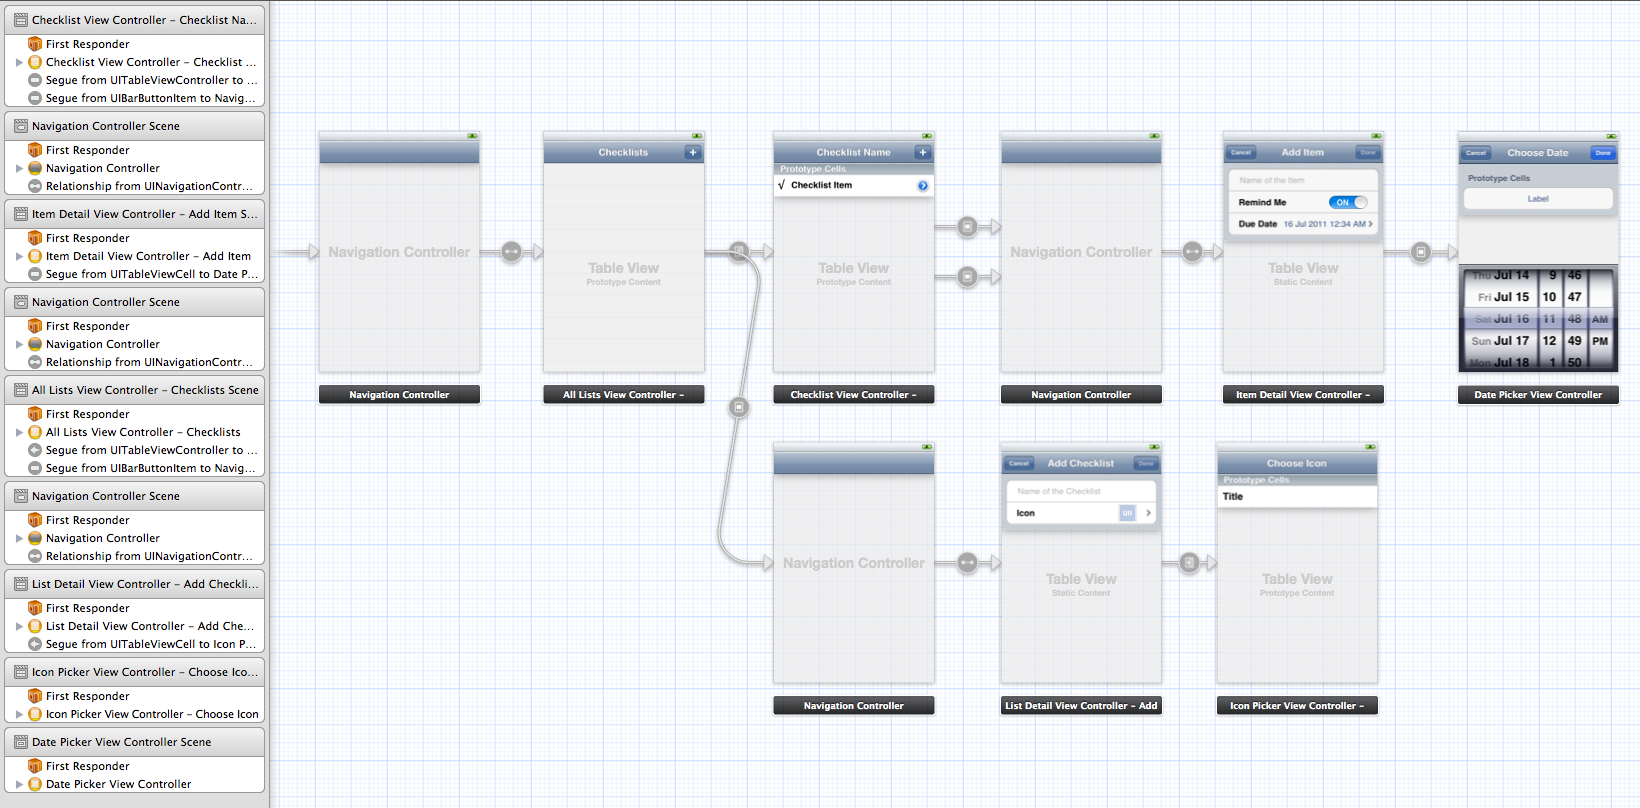 Checklist View Controller – Checklist Na...
First Responder
Checklist View Controller – Checklist ...
Segue from UITableViewController to ...
Segue from UIBarButtonItem to Navig...
Navigation Controller Scene
First Responder
Navigation Controller
Relationship from UINavigationContr...
Item Detail View Controller – Add Item S...
First Responder
Item Detail View Controller – Add Item
Segue from UITableViewCell to Date P...
Navigation Controller Scene
First Responder
Navigation Controller
Relationship from UINavigationContr...
All Lists View Controller – Checklists Scene
First Responder
All Lists View Controller – Checklists
Segue from UITableViewController to ...
Segue from UIBarButtonItem to Navig...
Navigation Controller Scene
First Responder
Navigation Controller
Relationship from UINavigationContr...
List Detail View Controller – Add Checkli...
First Responder
List Detail View Controller – Add Che...
Segue from UITableViewCell to Icon P...
Icon Picker View Controller – Choose Ico...
First Responder
Icon Picker View Controller – Choose Icon
Date Picker View Controller Scene
First Responder
Date Picker View Controller
Navigation Controller
Navigation Controller
Checklists +
Table View
Prototype Content
All Lists View Controller –
Checklist Name +
Prototype Cells
√ Checklist Item
Table View
Prototype Content
Checklist View Controller –
Navigation Controller
Navigation Controller
Cancel Add Item Done
Name of the Item
Remind Me ON
Due Date 16 Jul 2011 12:34 AM
Table View
Static Content
Item Detail View Controller –
Cancel Choose Date Done
Prototype Cells
Label
Thu Jul 14 9 46
Fri Jul 15 10 47
Sat Jul 16 11 48 AM
Sun Jul 17 12 49 PM
Mon Jul 18 1 50
Date Picker View Controller
Navigation Controller
Navigation Controller
Cancel Add Checklist Done
Name of the Checklist
Icon
Table View
Static Content
List Detail View Controller – Add
Choose Icon
Prototype Cells
Title
Table View
Prototype Content
Icon Picker View Controller –